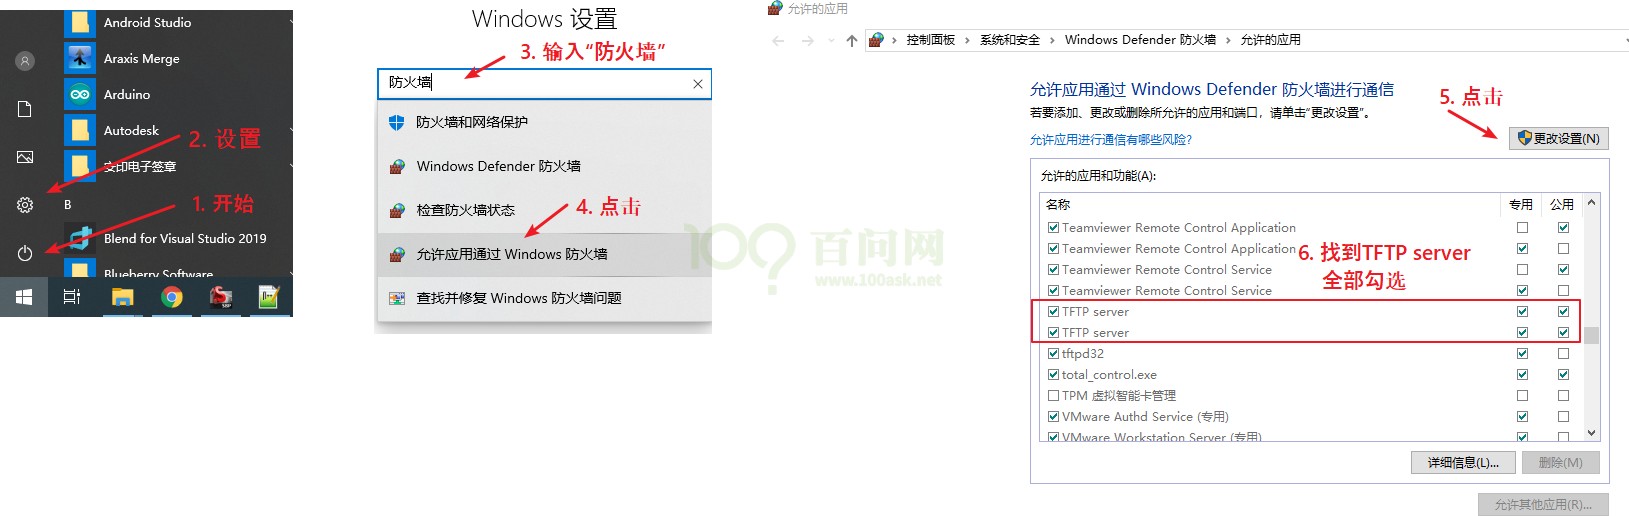 Android Studio
Araxis Merge
Arduino
Autodesk
2. 设置
安印电子签章
B
1. 开始
Blend for Visual Studio 2019
Blueberry Software
Windows 设置
3. 输入“防火墙”
防火墙
防火墙和网络保护
Windows Defender 防火墙
检查防火墙状态
4. 点击
允许应用通过 Windows 防火墙
查找并修复 Windows 防火墙问题
百问网
www.100ask.net
允许的应用
控制面板 > 系统和安全 > Windows Defender 防火墙 > 允许的应用
允许应用通过 Windows Defender 防火墙进行通信
若要添加、更改或删除所允许的应用和端口，请单击“更改设置”。
5. 点击
允许应用进行通信有哪些风险?
更改设置(N)
允许的应用和功能(A):
名称 专用 公用
Teamviewer Remote Control Application
Teamviewer Remote Control Application
Teamviewer Remote Control Service
Teamviewer Remote Control Service
6. 找到TFTP server
全部勾选
TFTP server
TFTP server
tftpd32
total_control.exe
TPM 虚拟智能卡管理
VMware Authd Service (专用)
VMware Workstation Server (专用)
详细信息(L)... 删除(M)
允许其他应用(R)...